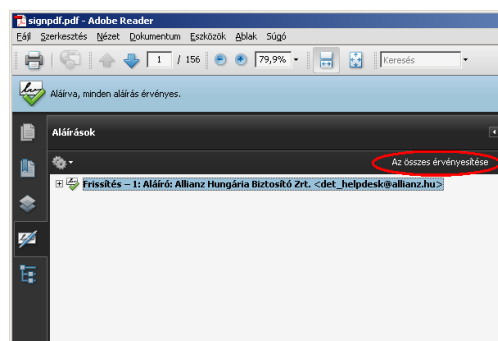 signpdf.pdf - Adobe Reader
Fájl Szerkesztés Nézet Dokumentum Eszközök Ablak Súgó
1 / 156 79,9% Keresés
Aláírva, minden aláírás érvényes.
Aláírások
Az összes érvényesítése
Frissítés – 1: Aláíró: Allianz Hungária Biztosító Zrt. <det_helpdesk@allianz.hu>